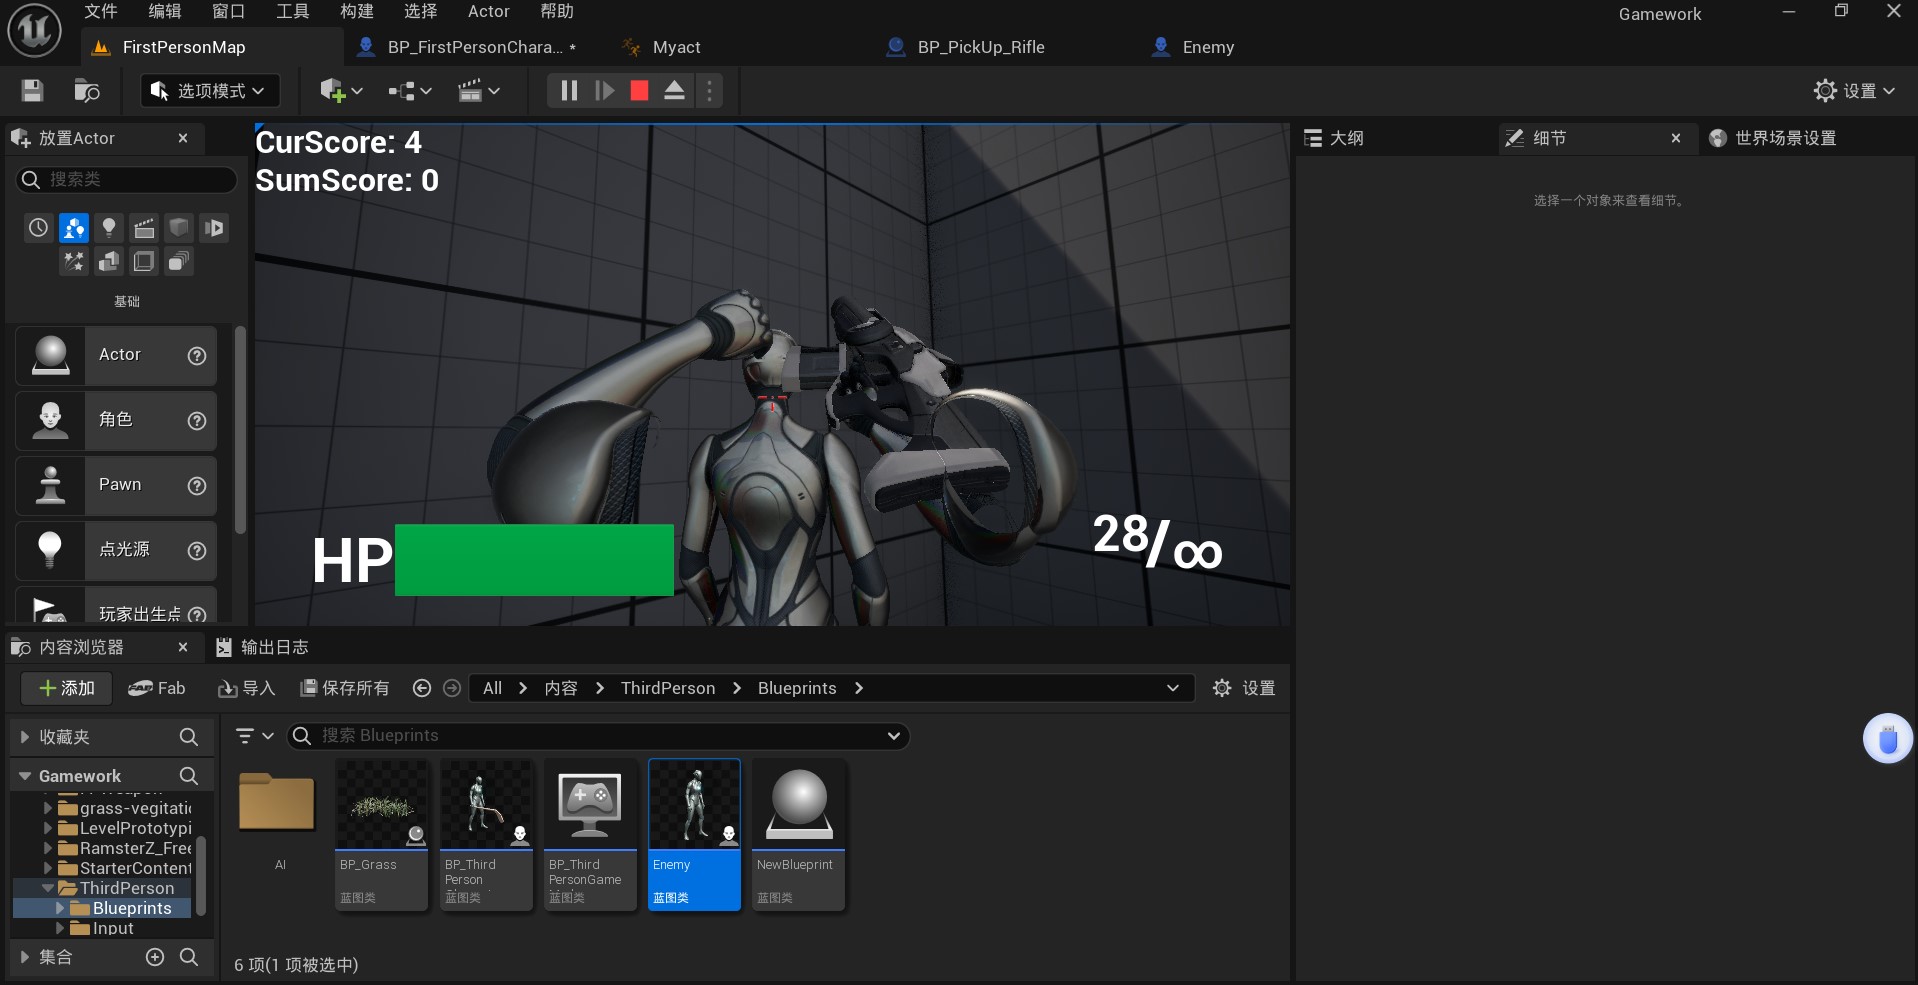 文件 编辑 窗口 工具 构建 选择 Actor 帮助 Gamework
FirstPersonMap BP_FirstPersonChara... * Myact BP_PickUp_Rifle Enemy
选项模式 设置
放置Actor 大纲 细节 世界场景设置
CurScore: 4
SumScore: 0
搜索类
选择一个对象来查看细节。
基础
Actor
角色
Pawn
点光源
玩家出生点
HP 28/∞
内容浏览器 输出日志
添加 Fab 导入 保存所有 All 内容 ThirdPerson Blueprints 设置
收藏夹 搜索 Blueprints
Gamework
grass-vegitati
LevelPrototypi
RamsterZ_Free
StarterContent
ThirdPerson
Blueprints
Input
集合
AI
BP_Grass
蓝图类
BP_Third
Person
蓝图类
BP_Third
PersonGame
蓝图类
Enemy
蓝图类
NewBlueprint
蓝图类
6 项(1 项被选中)